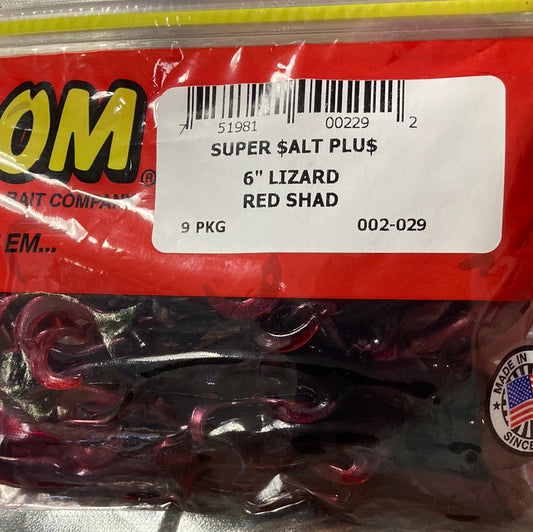 OM®
BAIT COMPANY
EM...
7 51981 00229 2
SUPER $ALT PLU$
6" LIZARD
RED SHAD
9 PKG 002-029
MADE IN
SINCE